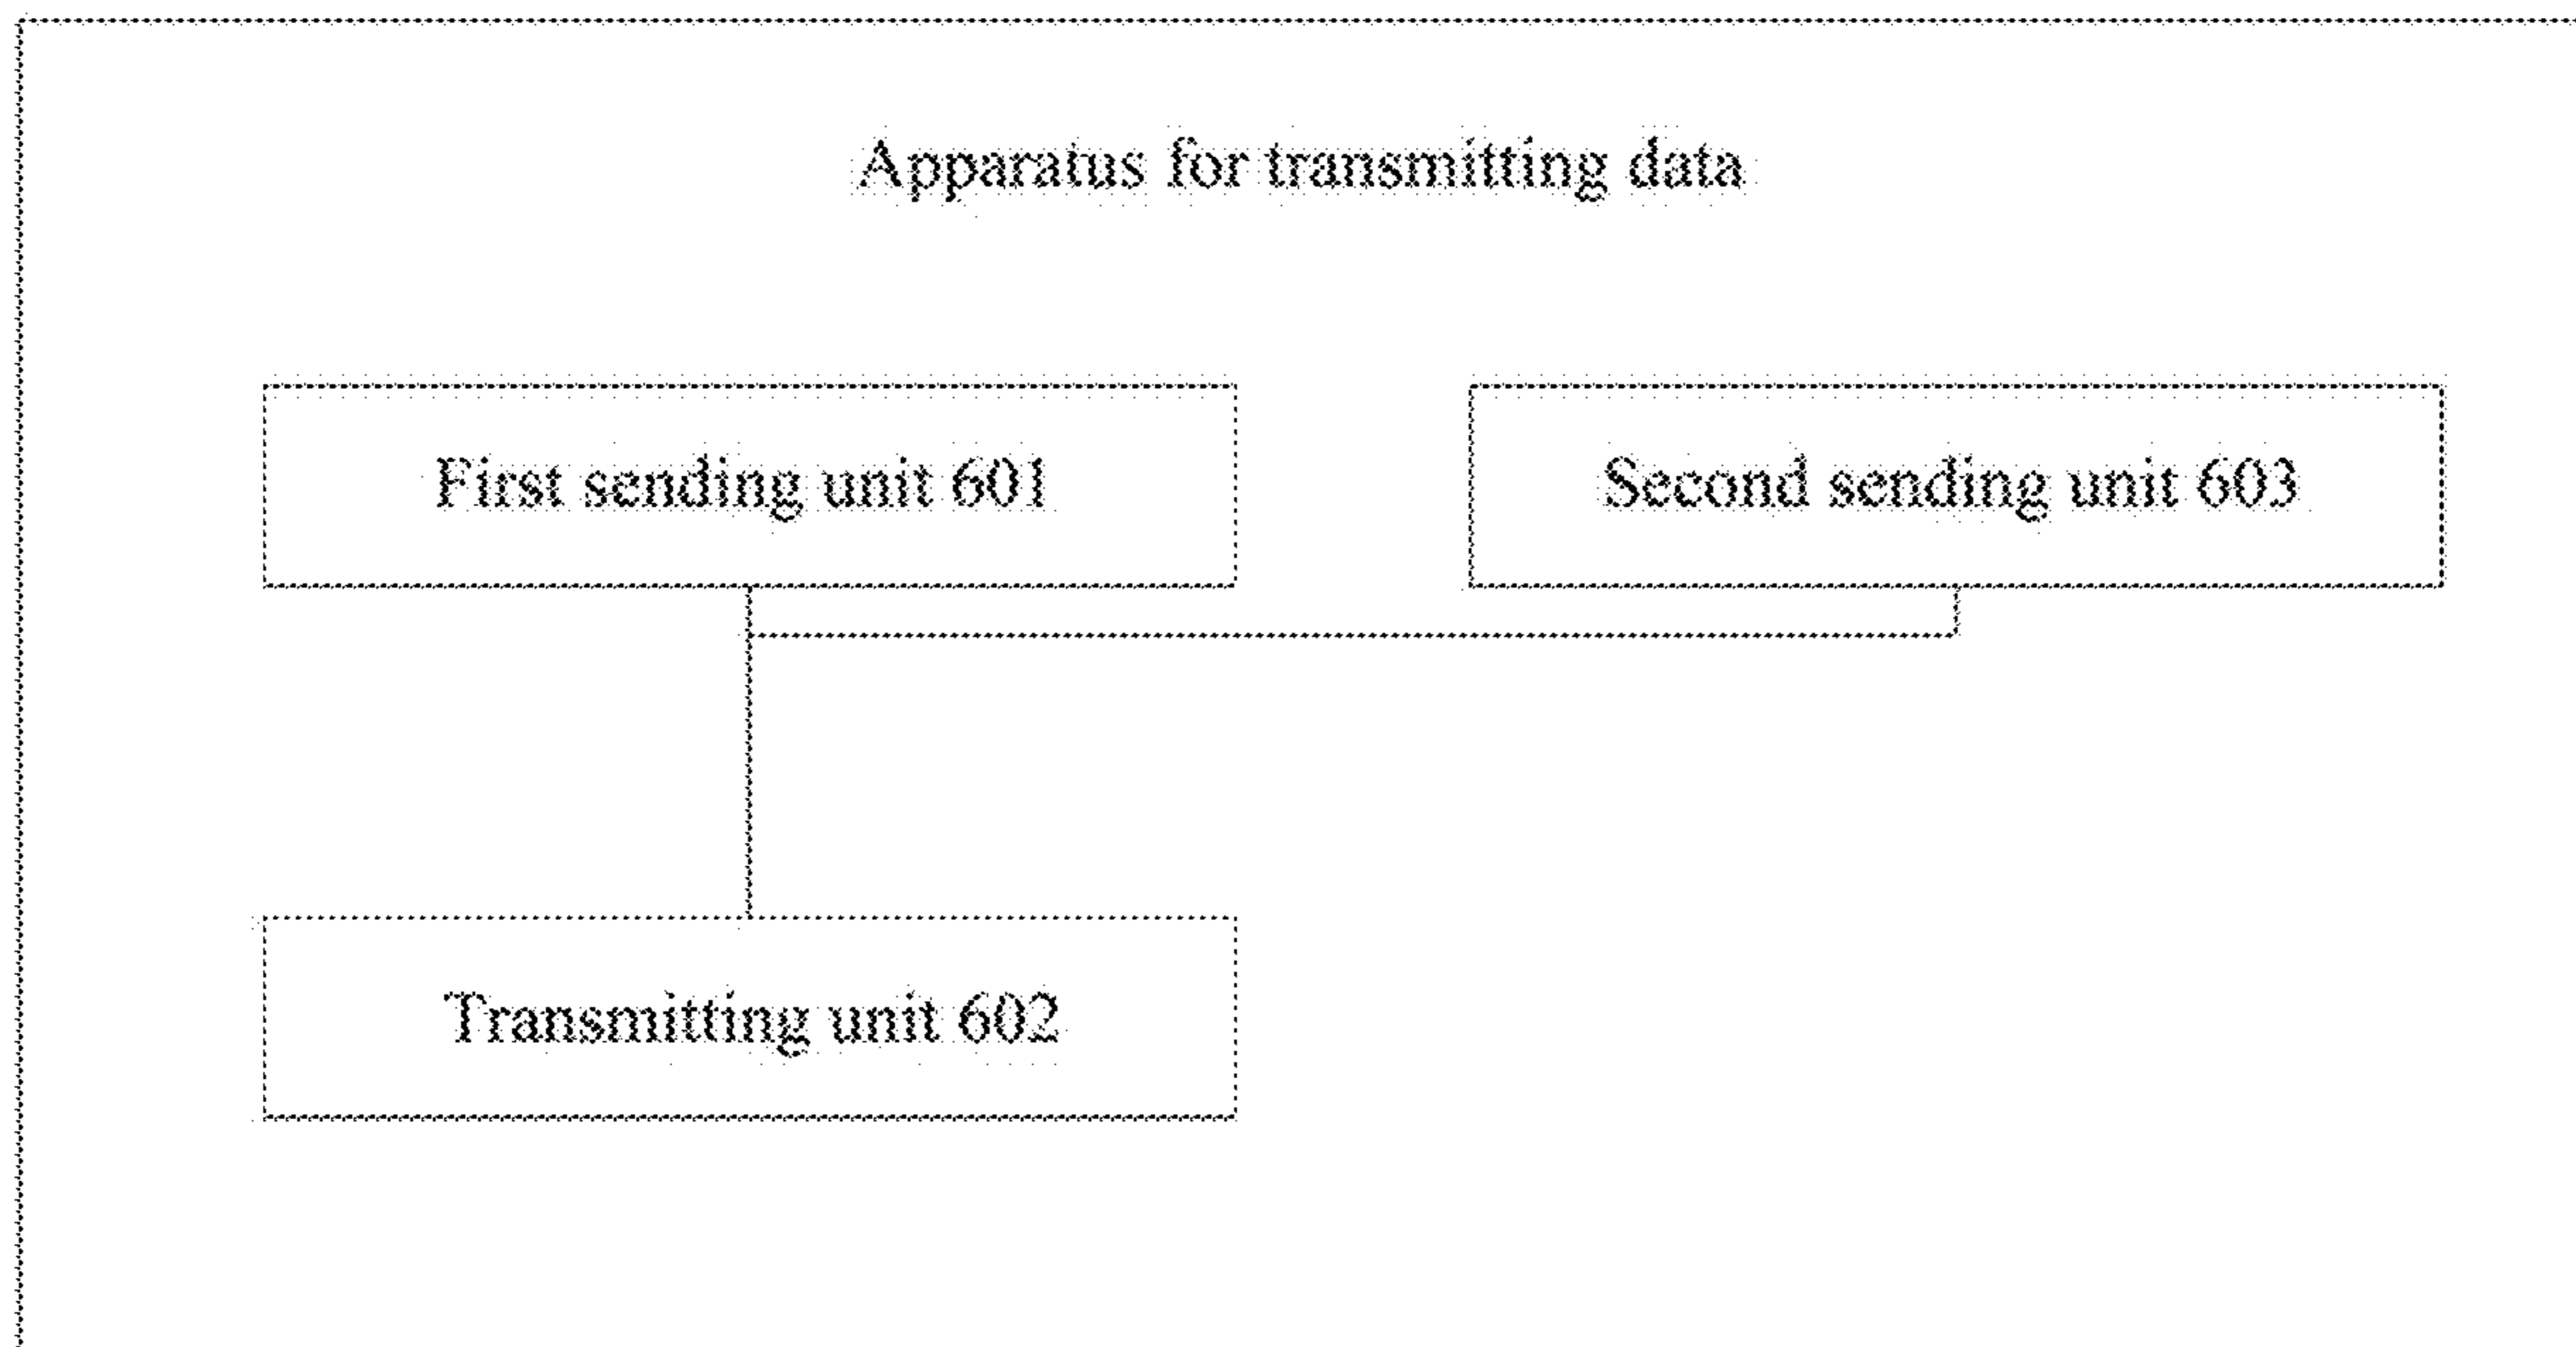 Apparatus for transmitting data
First sending unit 601
Second sending unit 603
Transmitting unit 602